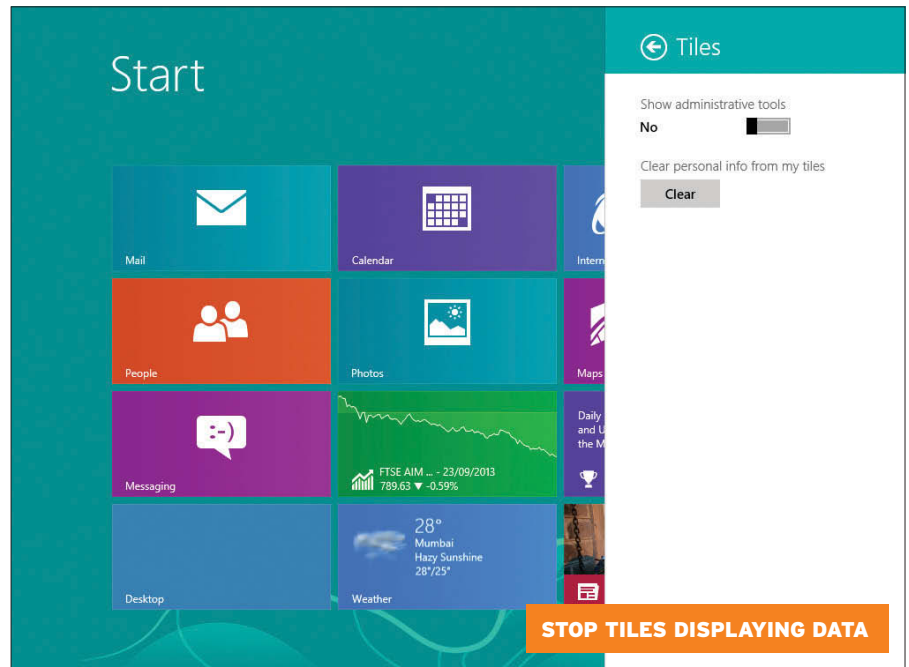 Start
Mail
Calendar
Intern
People
Photos
Maps
Messaging
FTSE AIM ... - 23/09/2013
789.63 ▼ -0.59%
Daily
and U
the M
Desktop
28°
Mumbai
Hazy Sunshine
28°/25°
Weather
Tiles
Show administrative tools
No
Clear personal info from my tiles
Clear
STOP TILES DISPLAYING DATA